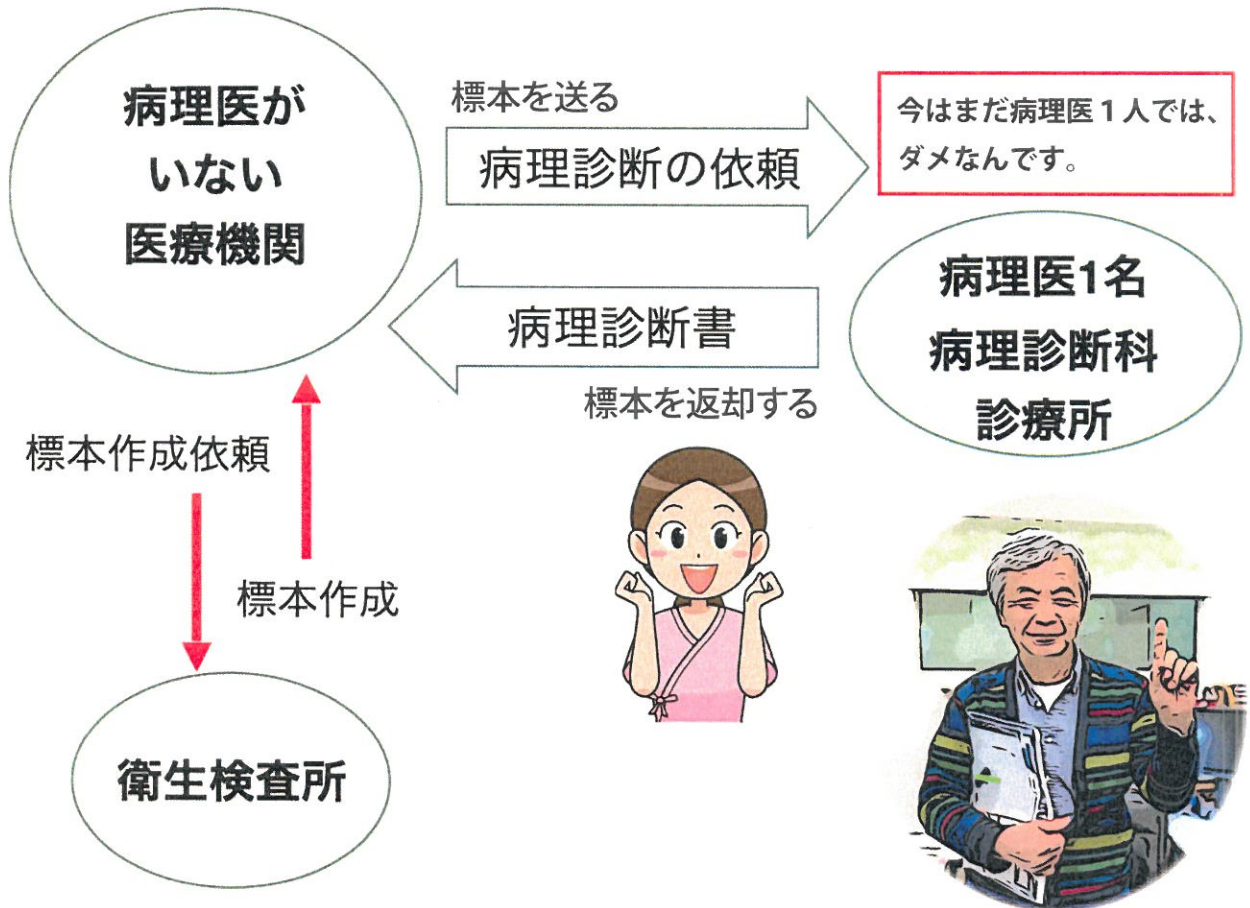 病理医が
いない
医療機関
標本を送る
病理診断の依頼
今はまだ病理医１人では、
ダメなんです。
病理診断書
標本を返却する
病理医1名
病理診断科
診療所
標本作成依頼
標本作成
衛生検査所